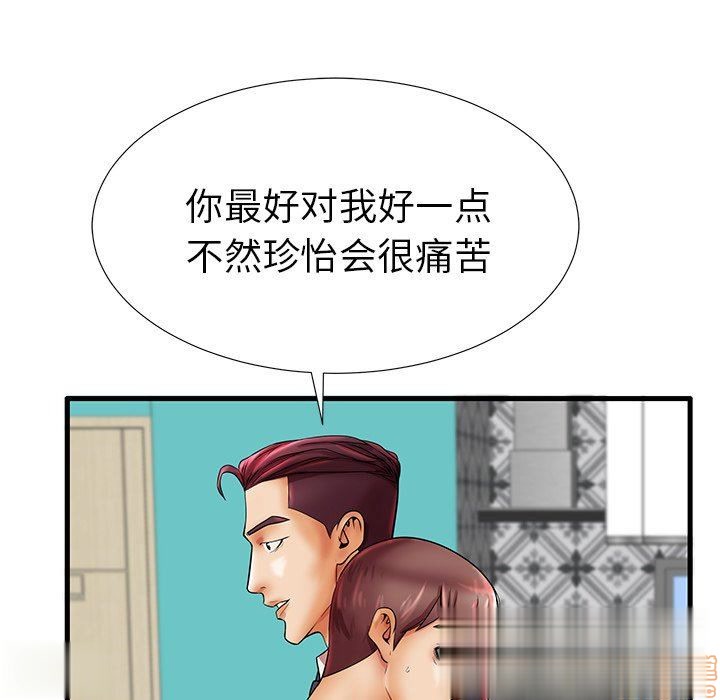 你最好对我好一点
不然珍怡会很痛苦